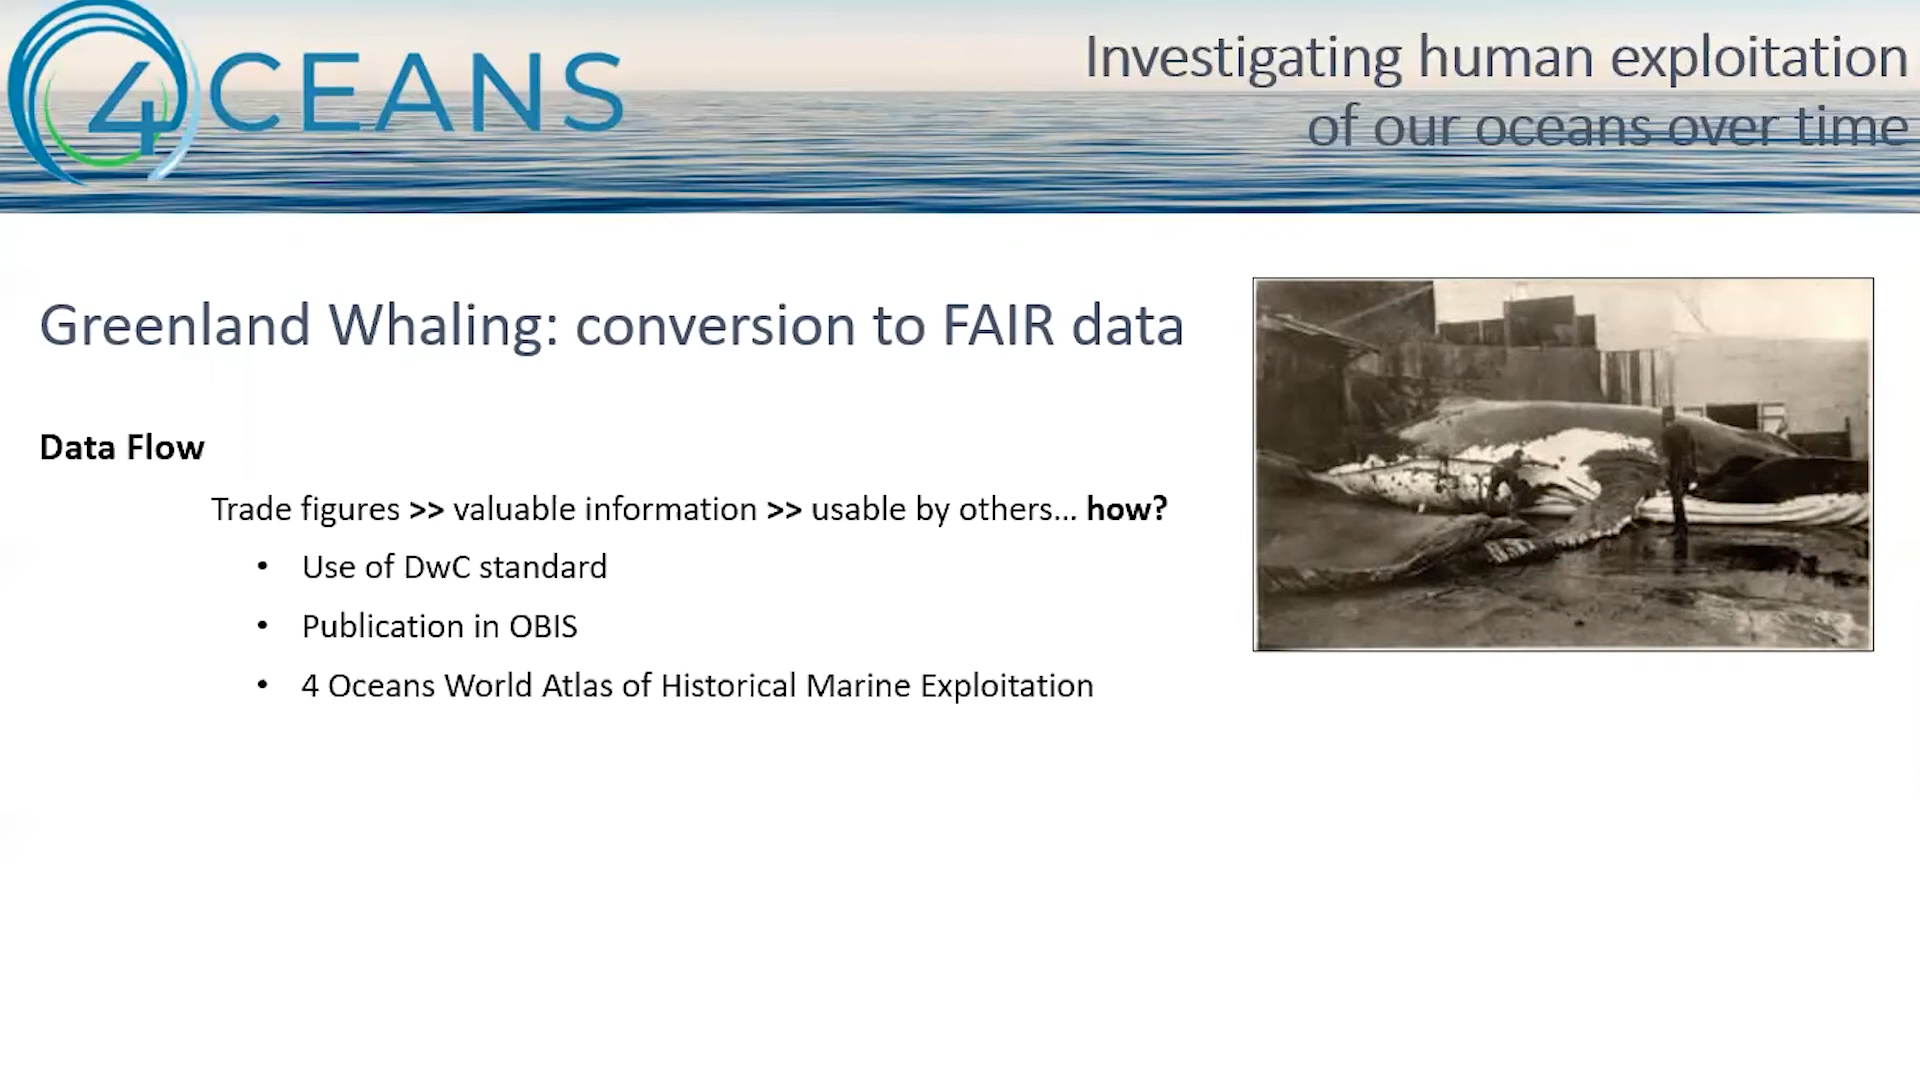 4OCEANS
Investigating human exploitation
of our oceans over time
Greenland Whaling: conversion to FAIR data
Data Flow
Trade figures >> valuable information >> usable by others... how?
• Use of DwC standard
• Publication in OBIS
• 4 Oceans World Atlas of Historical Marine Exploitation